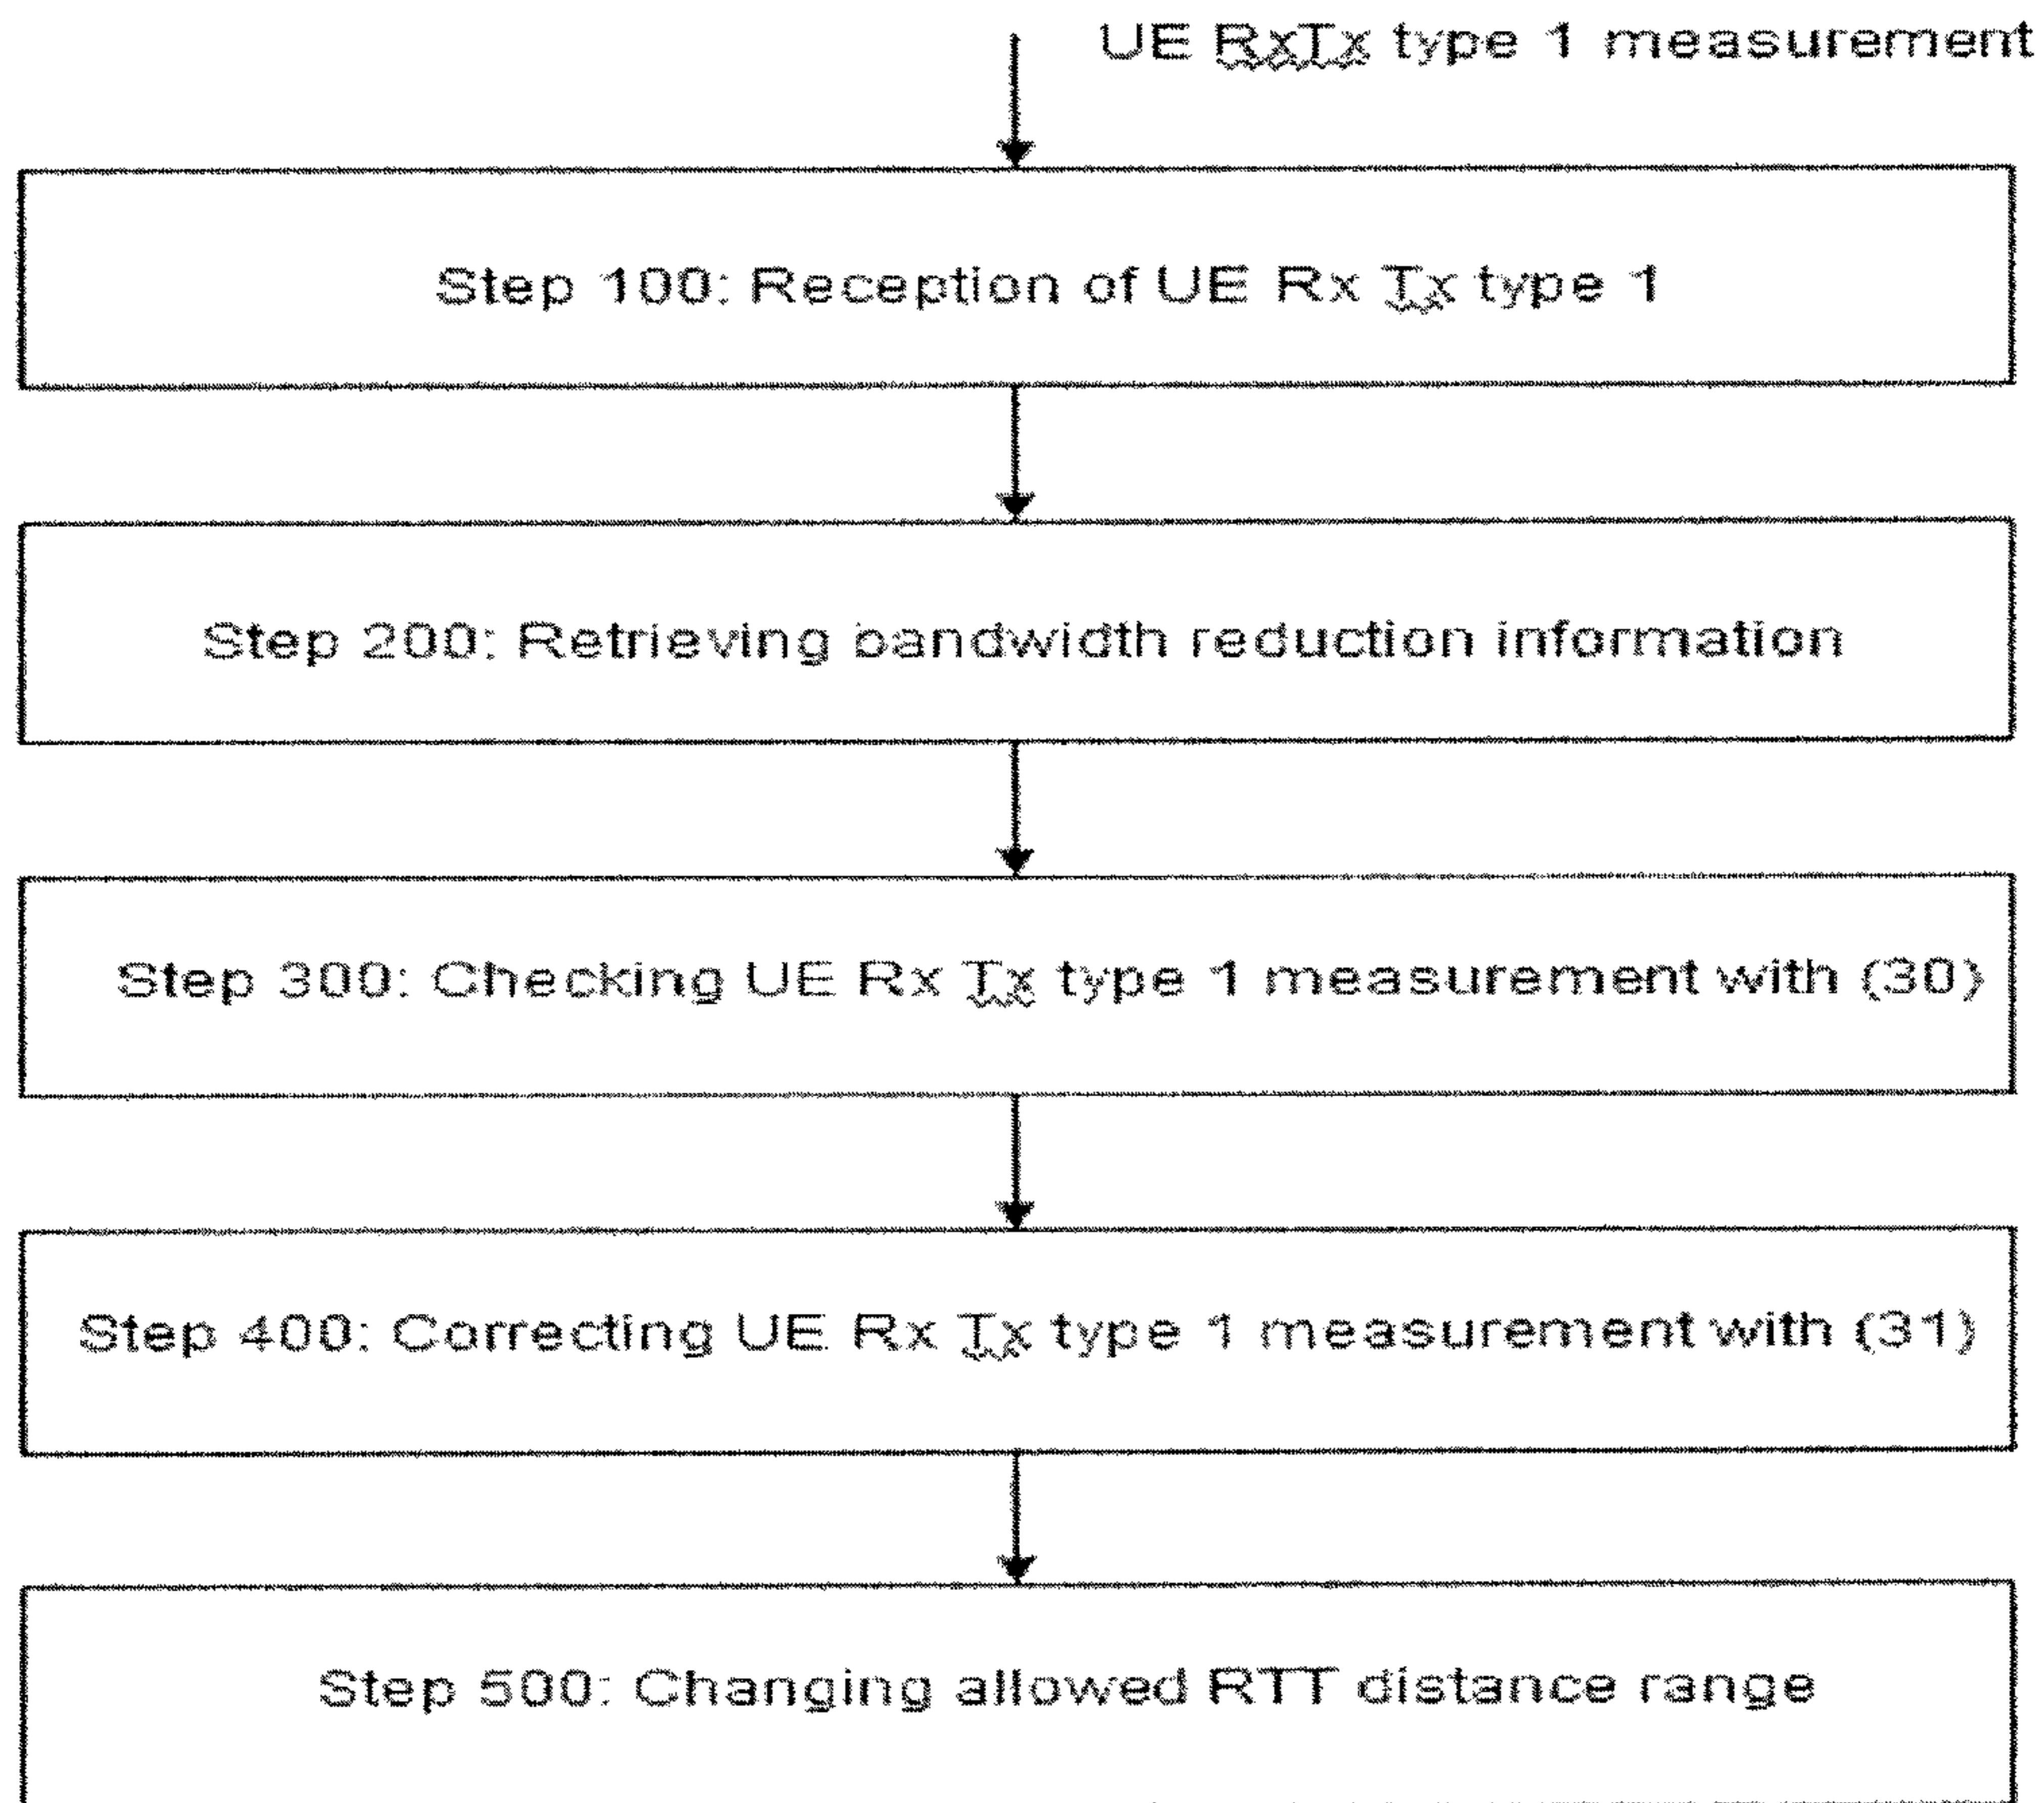 UE RxTx type 1 measurement
Step 100: Reception of UE Rx Tx type 1
Step 200: Retrieving bandwidth reduction information
Step 300: Checking UE Rx Tx type 1 measurement with (30)
Step 400: Correcting UE Rx Tx type 1 measurement with (31)
Step 500: Changing allowed RTT distance range